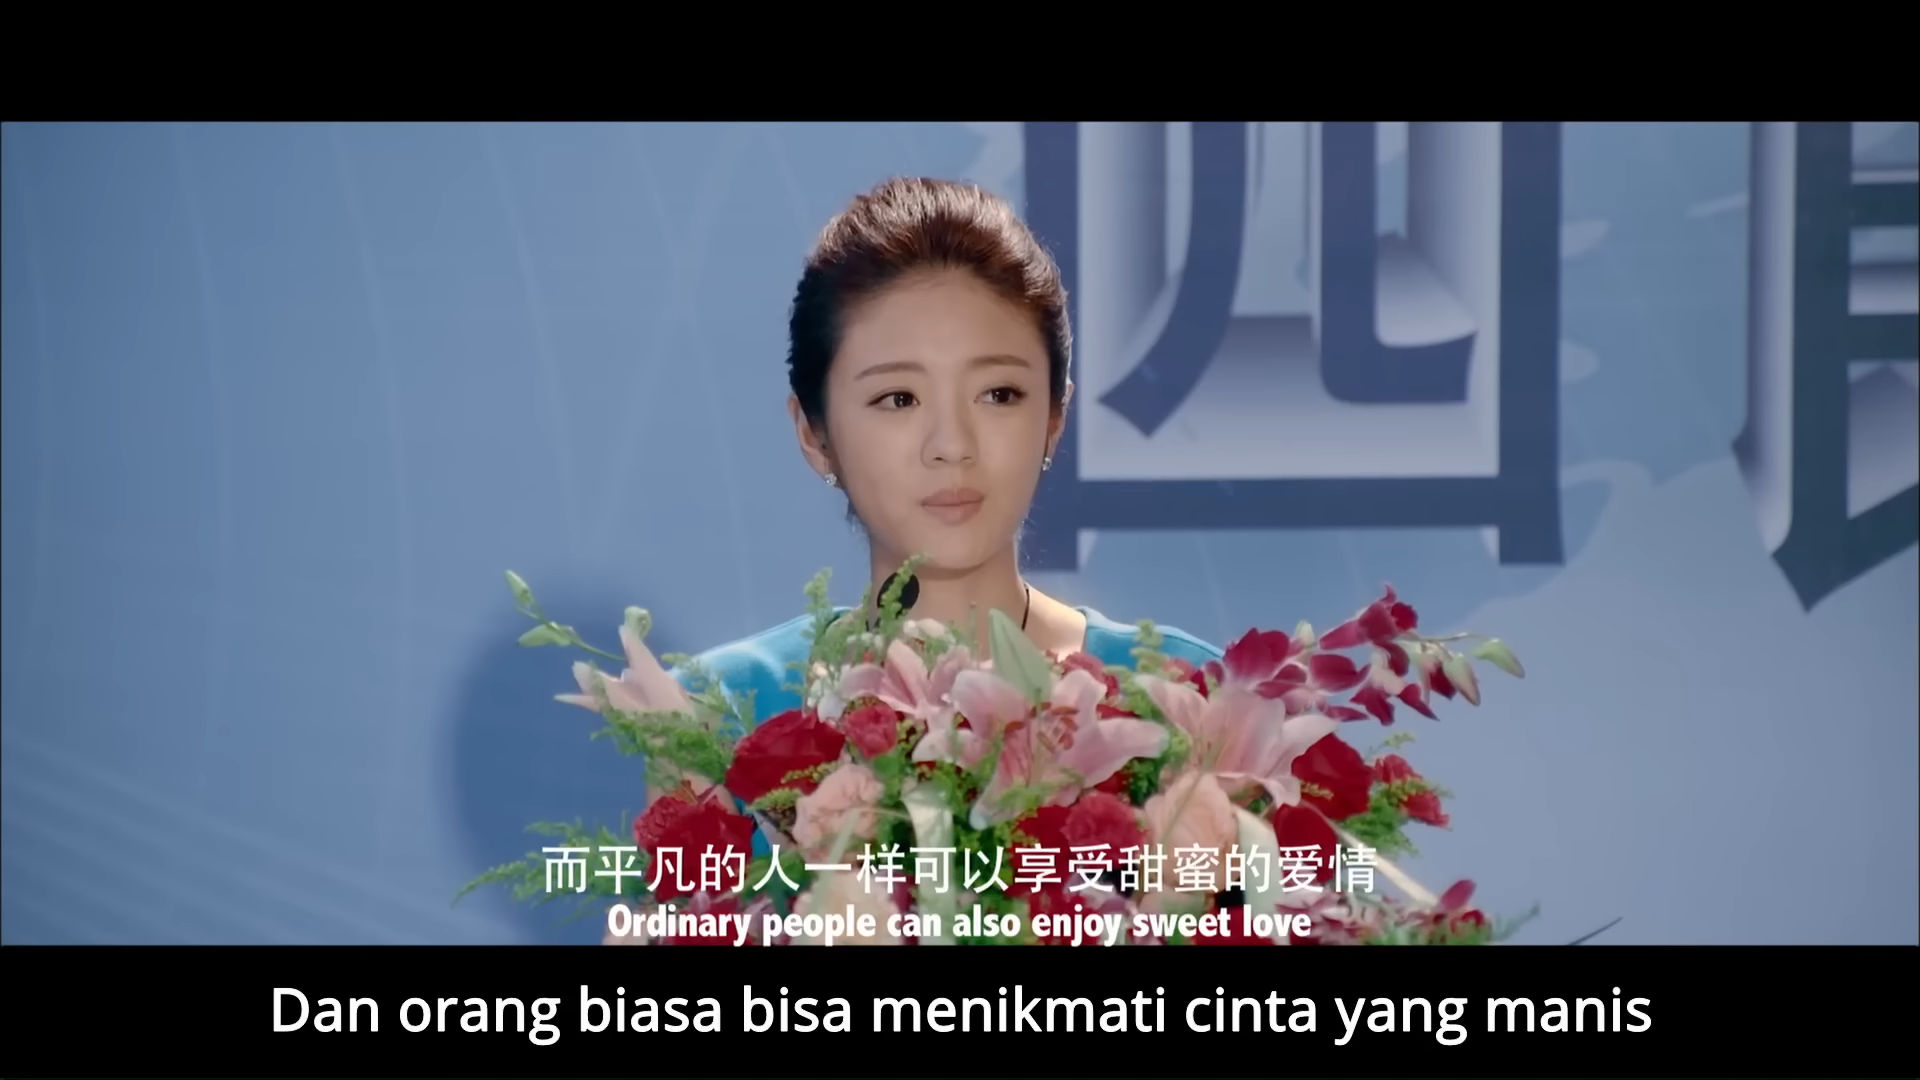 四
而平凡的人一样可以享受甜蜜的爱情
Ordinary people can also enjoy sweet love
Dan orang biasa bisa menikmati cinta yang manis